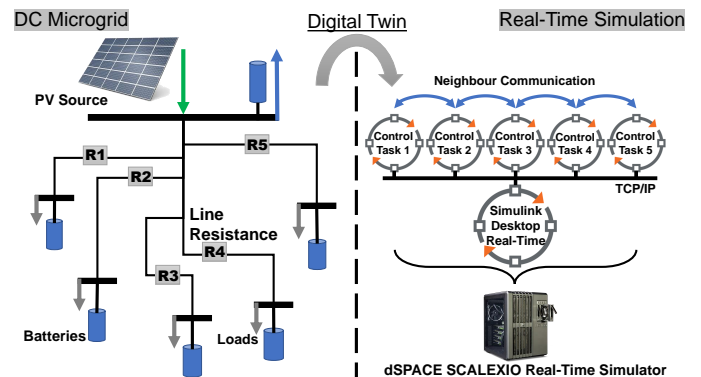 DC Microgrid
Digital Twin
Real-Time Simulation
PV Source
R1
R2
R5
Line
Resistance
R4
R3
Batteries
Loads
Neighbour Communication
Control
Task 1
Control
Task 2
Control
Task 3
Control
Task 4
Control
Task 5
TCP/IP
Simulink
Desktop
Real-Time
dSPACE SCALEXIO Real-Time Simulator